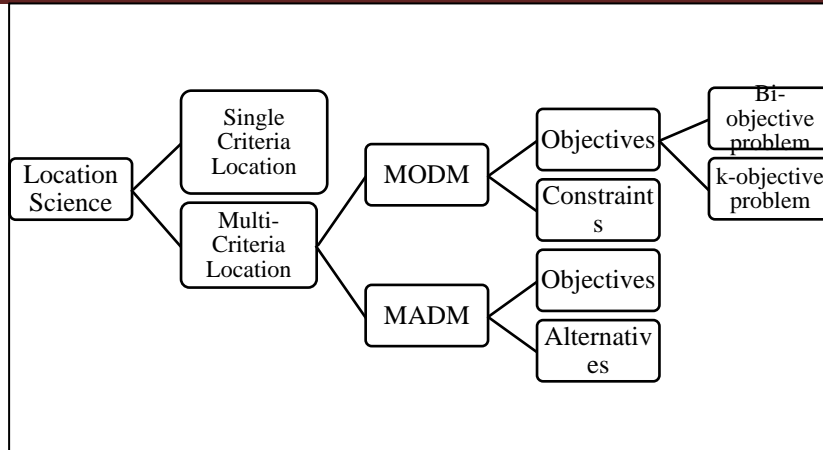 Location
Science
Single
Criteria
Location
Multi-
Criteria
Location
MODM
MADM
Objectives
Constraint
s
Objectives
Alternativ
es
Bi-
objective
problem
k-objective
problem